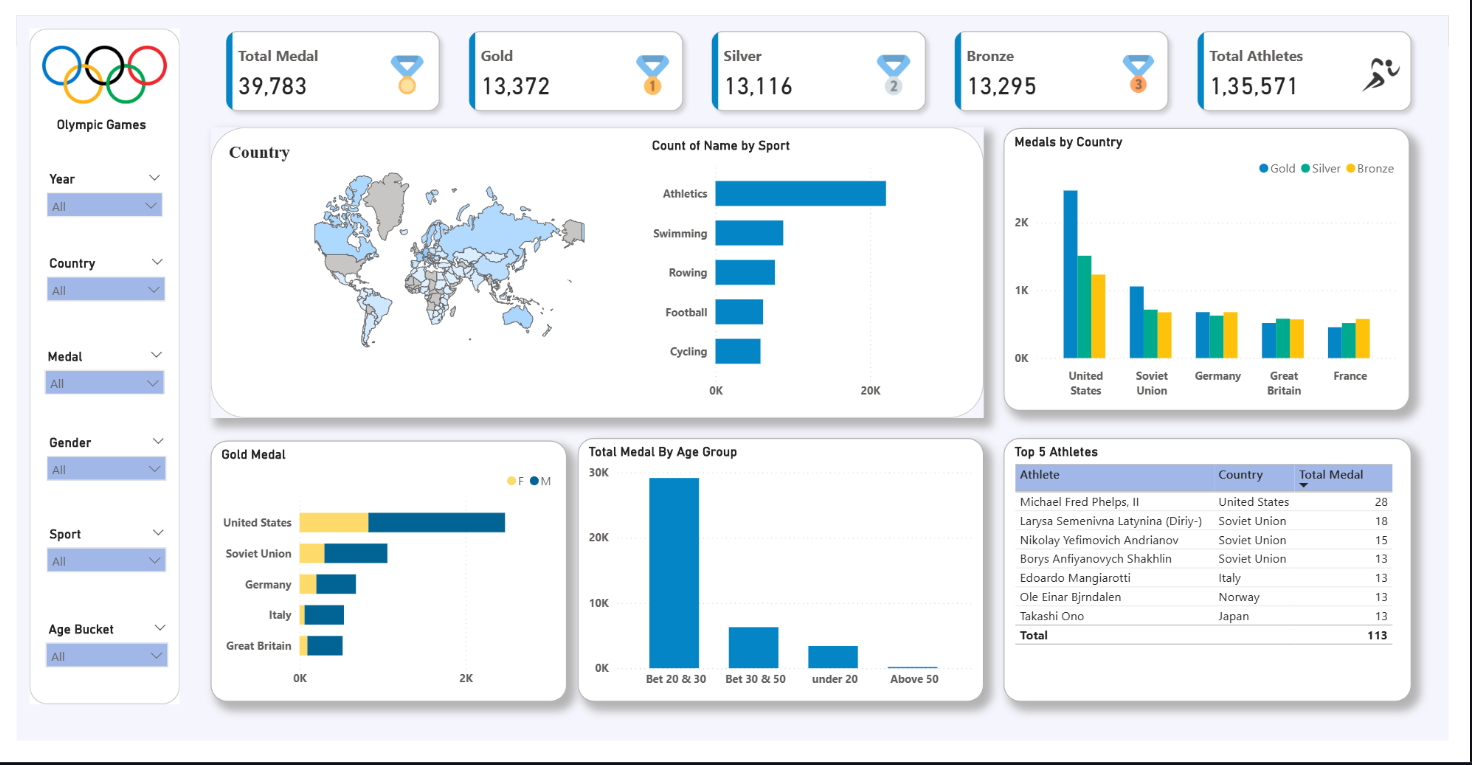 Olympic Games
Year
All
Country
All
Medal
All
Gender
All
Sport
All
Age Bucket
All
Total Medal
39,783
Gold
13,372
1
Silver
13,116
2
Bronze
13,295
3
Total Athletes
1,35,571
Country
Count of Name by Sport
Athletics
Swimming
Rowing
Football
Cycling
0K 20K
Medals by Country
Gold Silver Bronze
2K
1K
0K
United States
Soviet Union
Germany
Great Britain
France
Gold Medal
F M
United States
Soviet Union
Germany
Italy
Great Britain
0K 2K
Total Medal By Age Group
30K
20K
10K
0K
Bet 20 & 30 Bet 30 & 50 under 20 Above 50
Top 5 Athletes
Athlete Country Total Medal
Michael Fred Phelps, II United States 28
Larysa Semenivna Latynina (Diriy-) Soviet Union 18
Nikolay Yefimovich Andrianov Soviet Union 15
Borys Anfiyanovych Shakhlin Soviet Union 13
Edoardo Mangiarotti Italy 13
Ole Einar Bjrndalen Norway 13
Takashi Ono Japan 13
Total 113